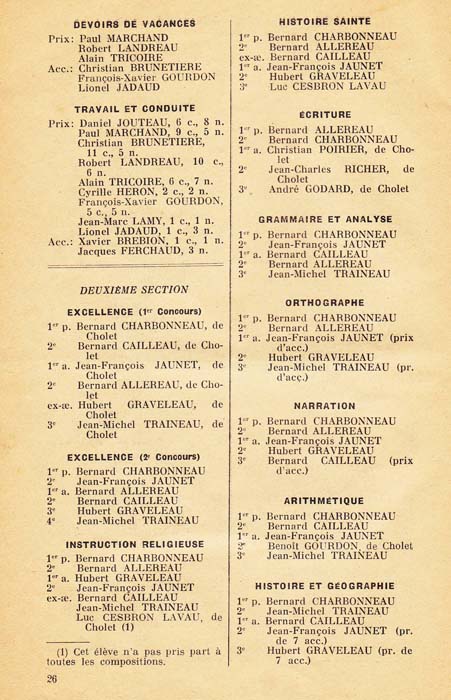 DEVOIRS DE VACANCES
Prix: Paul MARCHAND
Robert LANDREAU
Alain TRICOIRE
Acc.: Christian BRUNETIERE
François-Xavier GOURDON
Lionel JADAUD
TRAVAIL ET CONDUITE
Prix: Daniel JOUTEAU, 6 c., 8 n.
Paul MARCHAND, 9 c., 5 n.
Christian BRUNETIERE,
11 c., 5 n.
Robert LANDREAU, 10 c.,
6 n.
Alain TRICOIRE, 6 c., 7 n.
Cyrille HERON, 2 c., 2 n.
François-Xavier GOURDON,
5 c., 5 n.
Jean-Marc LAMY, 1 c., 1 n.
Lionel JADAUD, 1 c., 3 n.
Acc.: Xavier BREBION, 1 c., 1 n.
Jacques FERCHAUD, 3 n.
DEUXIÈME SECTION
EXCELLENCE (1er Concours)
1er p. Bernard CHARBONNEAU, de
Cholet
2e Bernard CAILLEAU, de Cho-
let
1er a. Jean-François JAUNET, de
Cholet
2e Bernard ALLEREAU, de Cho-
let
ex-æ. Hubert GRAVELEAU, de
Cholet
3e Jean-Michel TRAINEAU, de
Cholet
EXCELLENCE (2e Concours)
1er p. Bernard CHARBONNEAU
2e Jean-François JAUNET
1er a. Bernard ALLEREAU
2e Bernard CAILLEAU
3e Hubert GRAVELEAU
4e Jean-Michel TRAINEAU
INSTRUCTION RELIGIEUSE
1er p. Bernard CHARBONNEAU
2e Bernard ALLEREAU
1er a. Hubert GRAVELEAU
2e Jean-François JAUNET
ex-æ. Bernard CAILLEAU
Jean-Michel TRAINEAU
Luc CESBRON LAVAU, de
Cholet (1)
(1) Cet élève n'a pas pris part à
toutes les compositions.
26
HISTOIRE SAINTE
1er p. Bernard CHARBONNEAU
2e Bernard ALLEREAU
ex-æ. Bernard CAILLEAU
1er a. Jean-François JAUNET
2e Hubert GRAVELEAU
3e Luc CESBRON LAVAU
ÉCRITURE
1er p. Bernard ALLEREAU
2e Bernard CHARBONNEAU
1er a. Christian POIRIER, de Cho-
let
2e Jean-Charles RICHER, de
Cholet
3e André GODARD, de Cholet
GRAMMAIRE ET ANALYSE
1er p. Bernard CHARBONNEAU
2e Jean-François JAUNET
1er a. Bernard CAILLEAU
2e Bernard ALLEREAU
3e Jean-Michel TRAINEAU
ORTHOGRAPHE
1er p. Bernard CHARBONNEAU
2e Bernard ALLEREAU
1er a. Jean-François JAUNET (prix
d'acc.)
2e Hubert GRAVELEAU
3e Jean-Michel TRAINEAU (pr.
d'acc.)
NARRATION
1er p. Bernard CHARBONNEAU
2e Bernard ALLEREAU
1er a. Jean-François JAUNET
2e Hubert GRAVELEAU
3e Bernard CAILLEAU (prix
d'acc.)
ARITHMÉTIQUE
1er p. Bernard CHARBONNEAU
2e Bernard CAILLEAU
1er a. Jean-François JAUNET
2e Benoît GOURDON, de Cholet
3e Jean-Michel TRAINEAU
HISTOIRE ET GÉOGRAPHIE
1er p. Bernard CHARBONNEAU
2e Jean-Michel TRAINEAU
1er a. Bernard CAILLEAU
2e Jean-François JAUNET (pr.
de 7 acc.)
3e Hubert GRAVELEAU (pr. de
7 acc.)